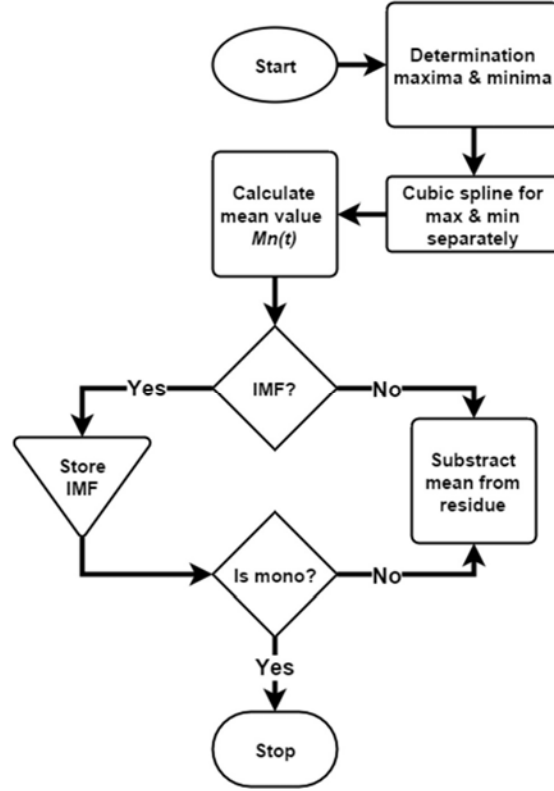 Start
Determination
maxima & minima
Calculate
mean value
Mn(t)
Cubic spline for
max & min
separately
Yes
IMF?
No
Store
IMF
Substract
mean from
residue
Is mono?
No
Yes
Stop